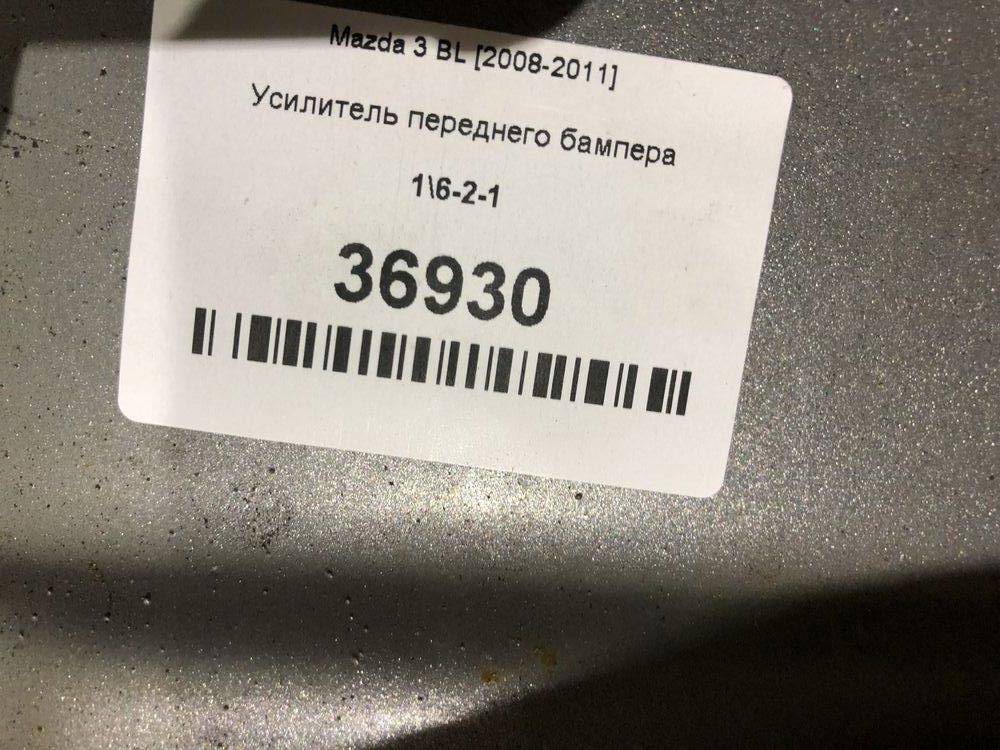 Mazda 3 BL [2008-2011]
Усилитель переднего бампера
1\6-2-1
36930